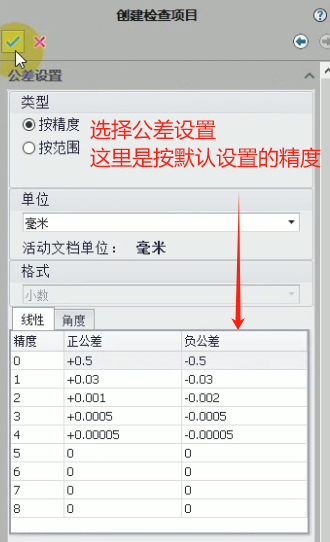 创建检查项目
公差设置
类型
按精度
按范围
选择公差设置
这里是按默认设置的精度
单位
毫米
活动文档单位： 毫米
格式
小数
线性 角度
精度 正公差 负公差
0 +0.5 -0.5
1 +0.03 -0.03
2 +0.001 -0.002
3 +0.0005 -0.0005
4 +0.00005 -0.00005
5 0 0
6 0 0
7 0 0
8 0 0